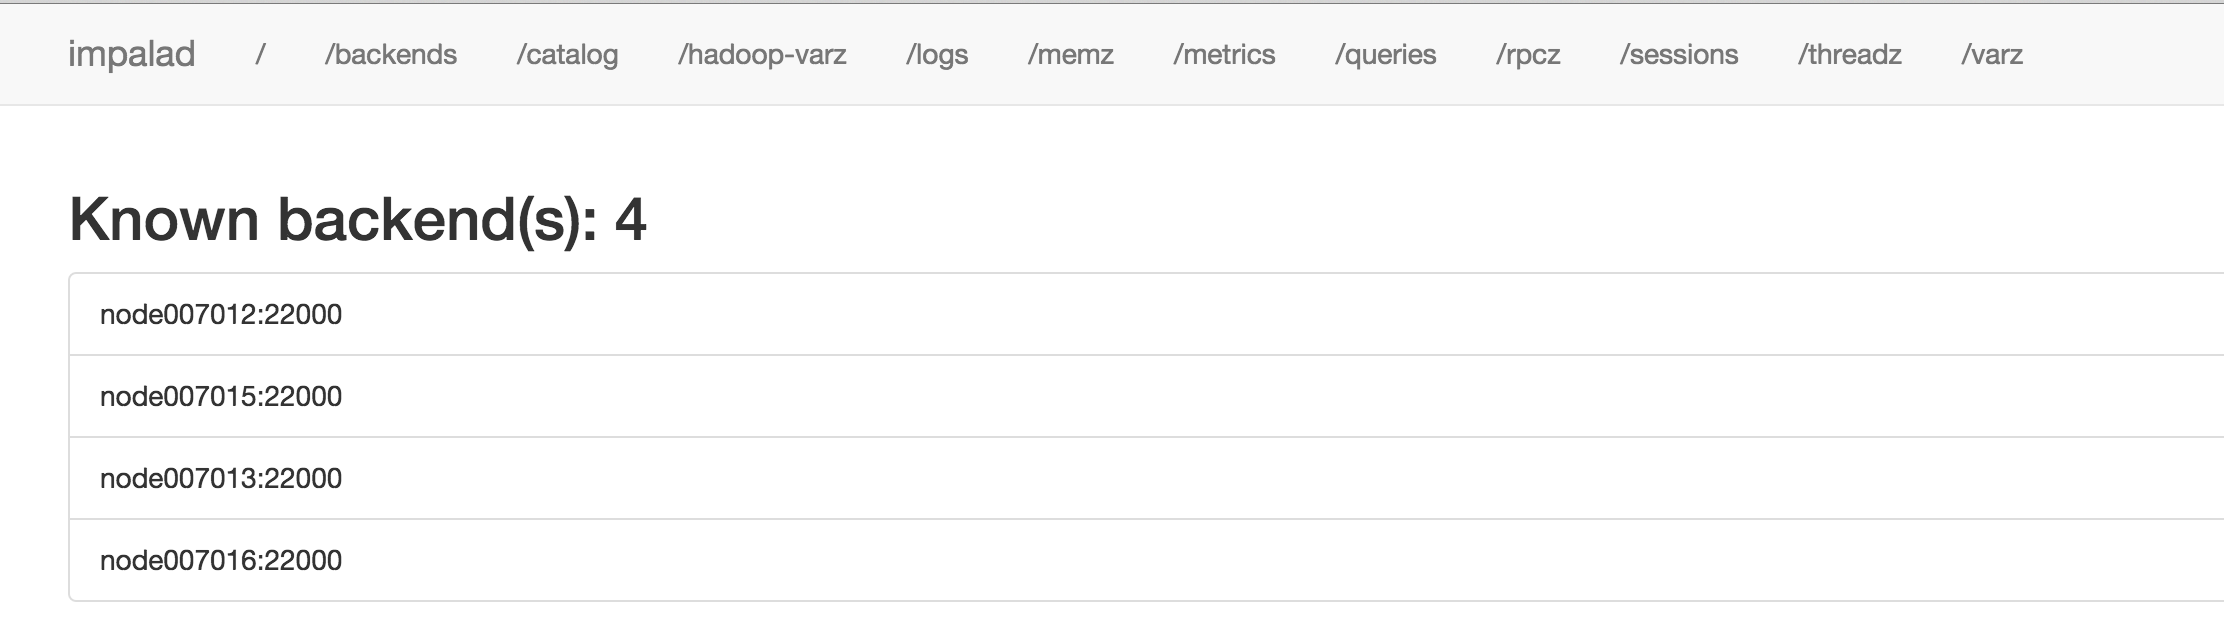 impalad / /backends /catalog /hadoop-varz /logs /memz /metrics /queries /rpcz /sessions /threadz /varz
Known backend(s): 4
node007012:22000
node007015:22000
node007013:22000
node007016:22000